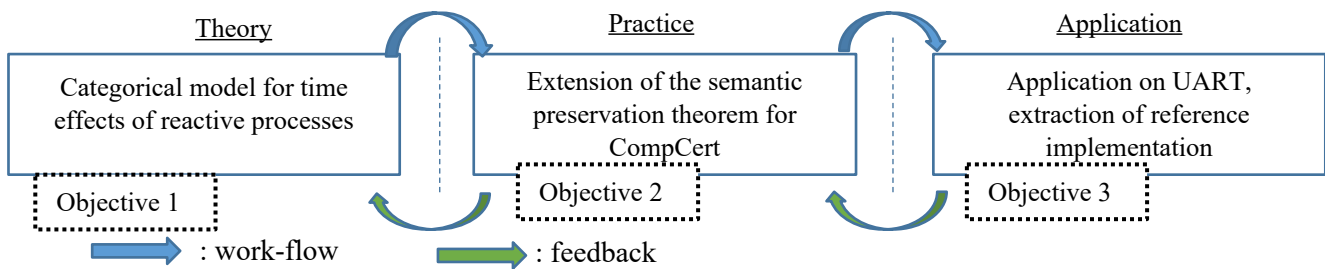 Theory
Practice
Application
Categorical model for time
effects of reactive processes
Extension of the semantic
preservation theorem for
CompCert
Application on UART,
extraction of reference
implementation
Objective 1
Objective 2
Objective 3
: work-flow
: feedback